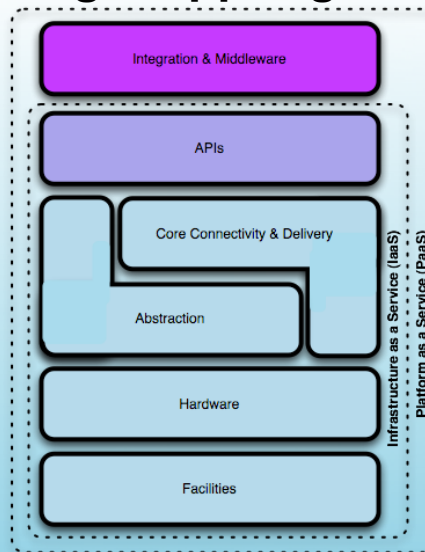 Integration & Middleware
APIs
Core Connectivity & Delivery
Abstraction
Hardware
Facilities
Infrastructure as a Service (IaaS)
Platform as a Service (PaaS)